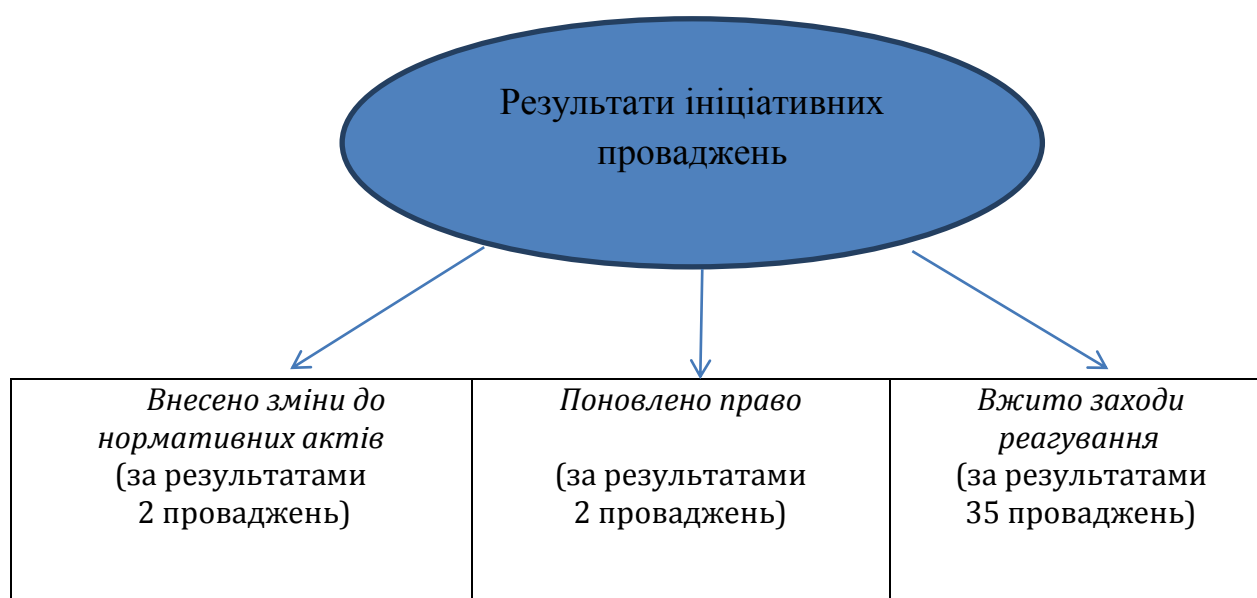 Результати ініціативних
проваджень
Внесено зміни до
нормативних актів
(за результатами
2 проваджень)
Поновлено право
(за результатами
2 проваджень)
Вжито заходи
реагування
(за результатами
35 проваджень)